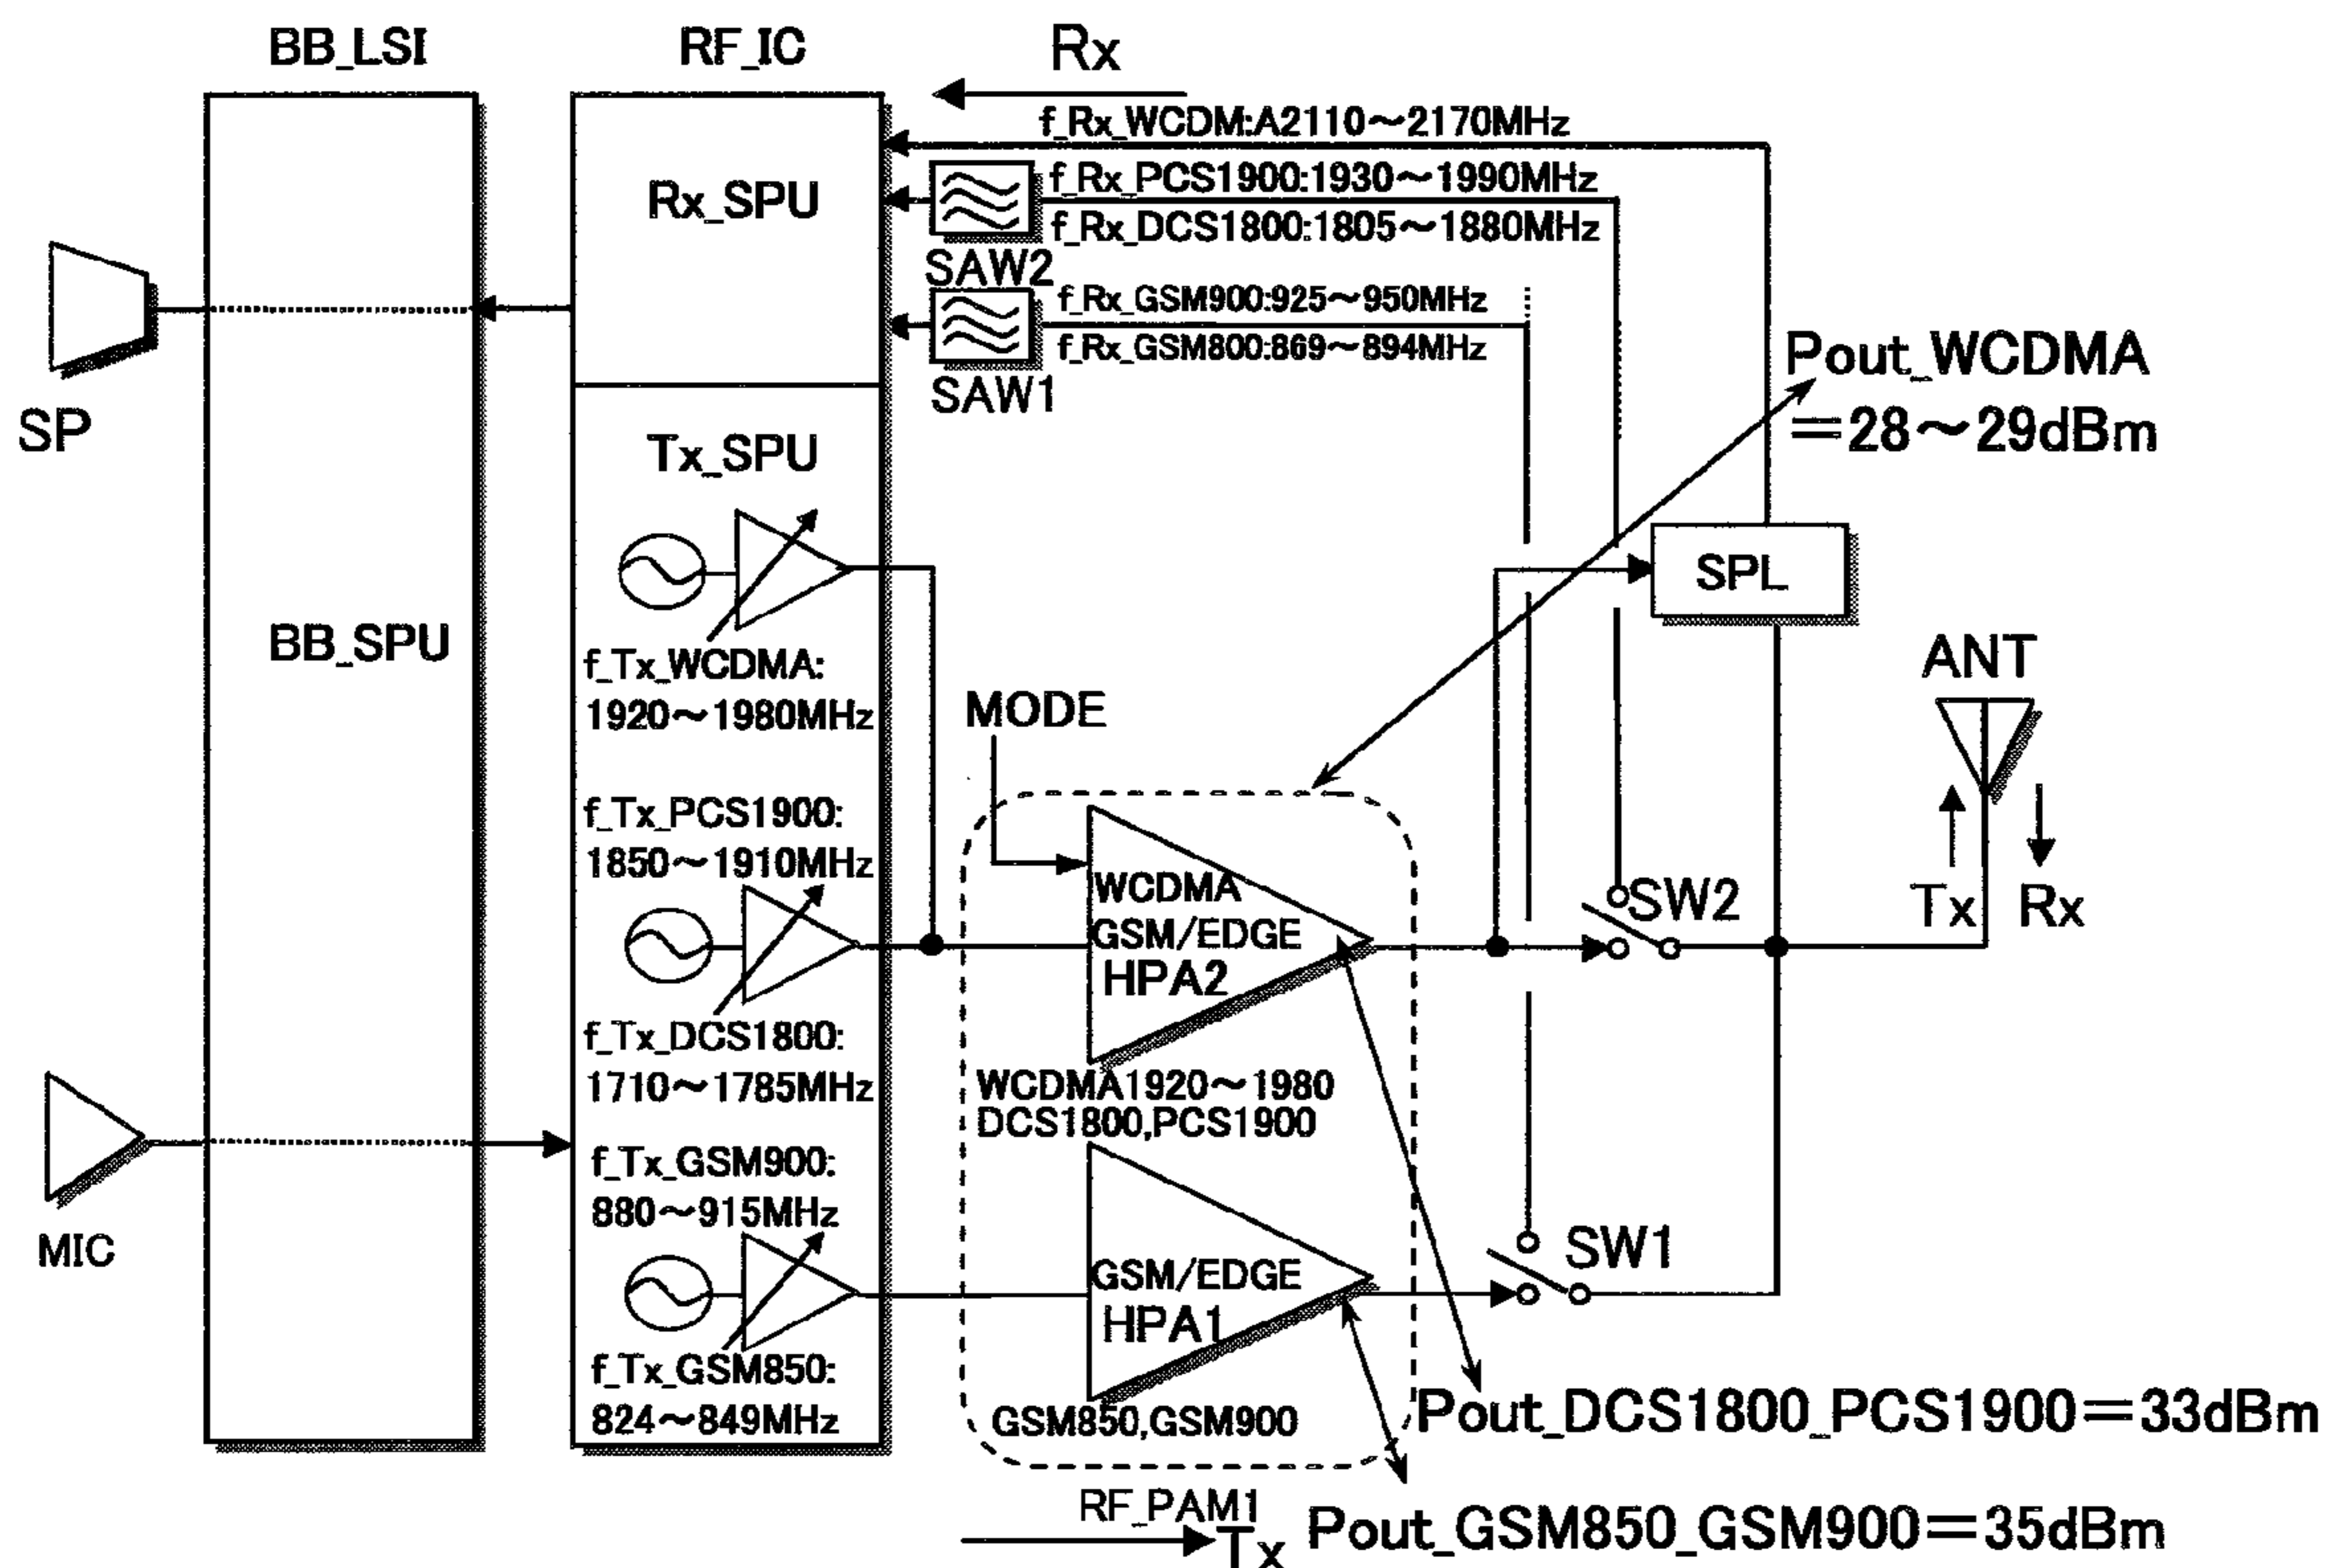 BB_LSI
RF_IC
Rx
f_Rx_WCDM:A2110～2170MHz
Rx_SPU
f_Rx_PCS1900:1930～1990MHz
f_Rx_DCS1800:1805～1880MHz
SAW2
f_Rx_GSM900:925～950MHz
f_Rx_GSM800:869～894MHz
SAW1
Pout_WCDMA
=28～29dBm
SP
Tx_SPU
SPL
BB_SPU
f_Tx_WCDMA:
1920～1980MHz
MODE
ANT
f_Tx_PCS1900:
1850～1910MHz
WCDMA
GSM/EDGE
HPA2
SW2
Tx
Rx
f_Tx_DCS1800:
1710～1785MHz
WCDMA1920～1980
DCS1800,PCS1900
MIC
f_Tx_GSM900:
880～915MHz
GSM/EDGE
HPA1
SW1
f_Tx_GSM850:
824～849MHz
GSM850,GSM900
Pout_DCS1800_PCS1900=33dBm
RF_PAM1
Tx
Pout_GSM850_GSM900=35dBm